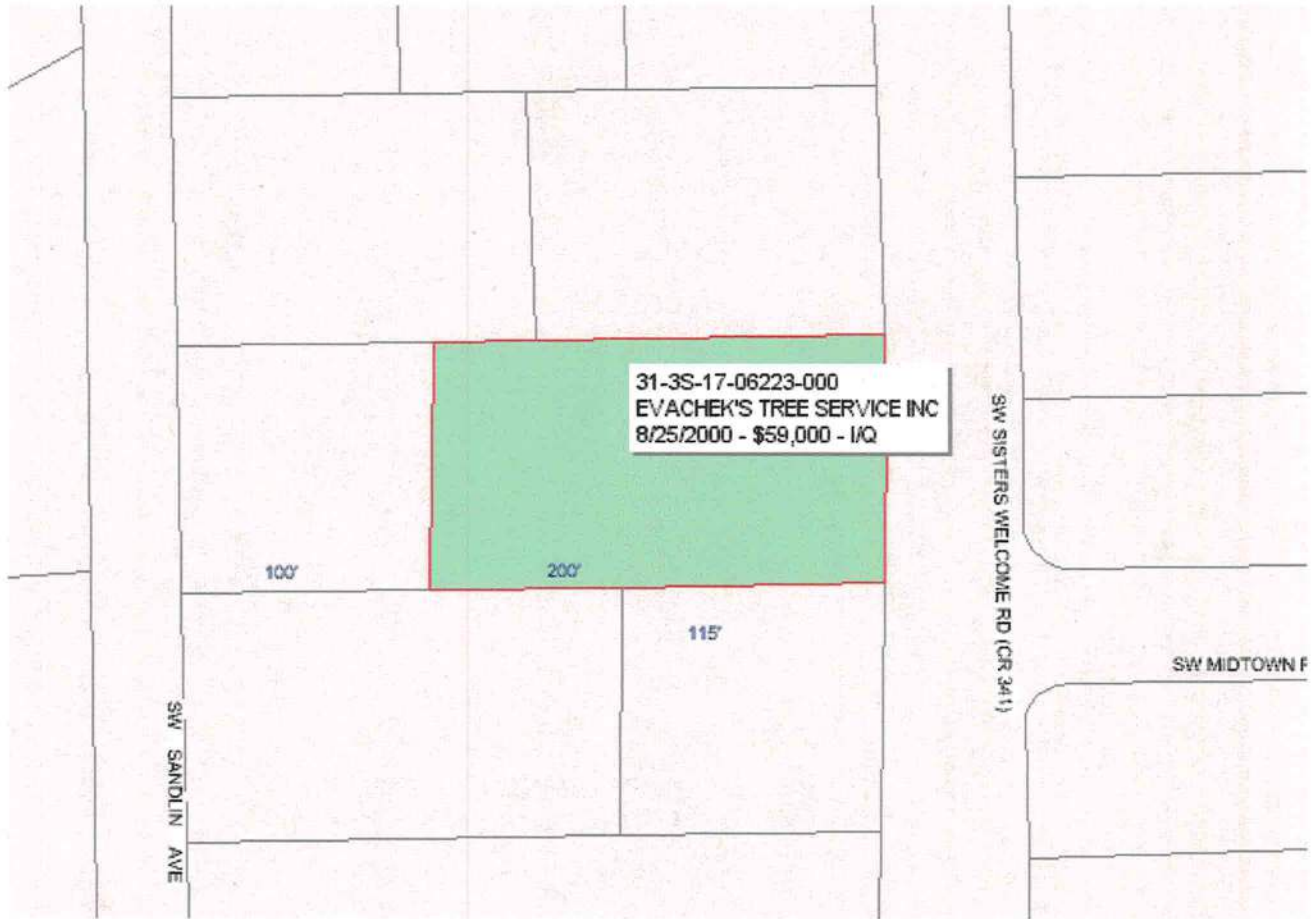 31-3S-17-06223-000
EVACHEK'S TREE SERVICE INC
8/25/2000 - $59,000 - I/Q
100'
200'
115'
SW SISTERS WELCOME RD (CR 341)
SW MIDTOWN
SW SANDLIN AVE